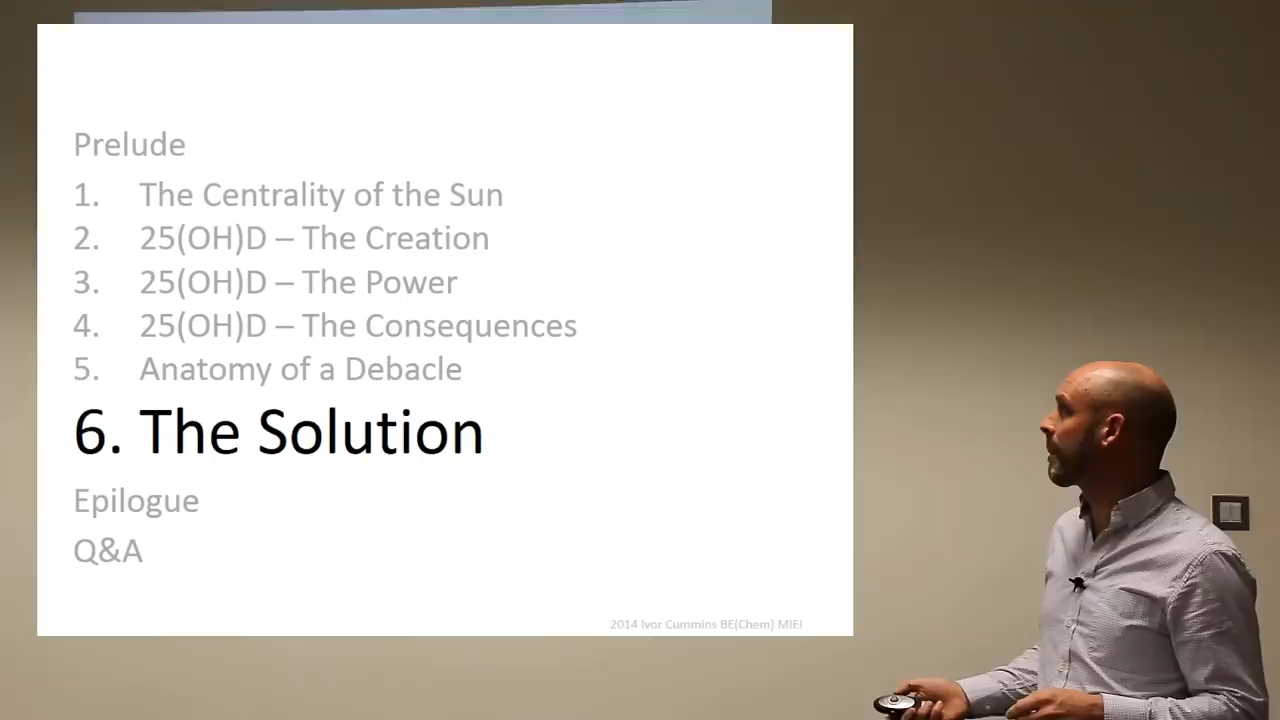 Prelude
1. The Centrality of the Sun
2. 25(OH)D – The Creation
3. 25(OH)D – The Power
4. 25(OH)D – The Consequences
5. Anatomy of a Debacle
6. The Solution
Epilogue
Q&A
2014 Ivor Cummins BE(Chem) MIEI